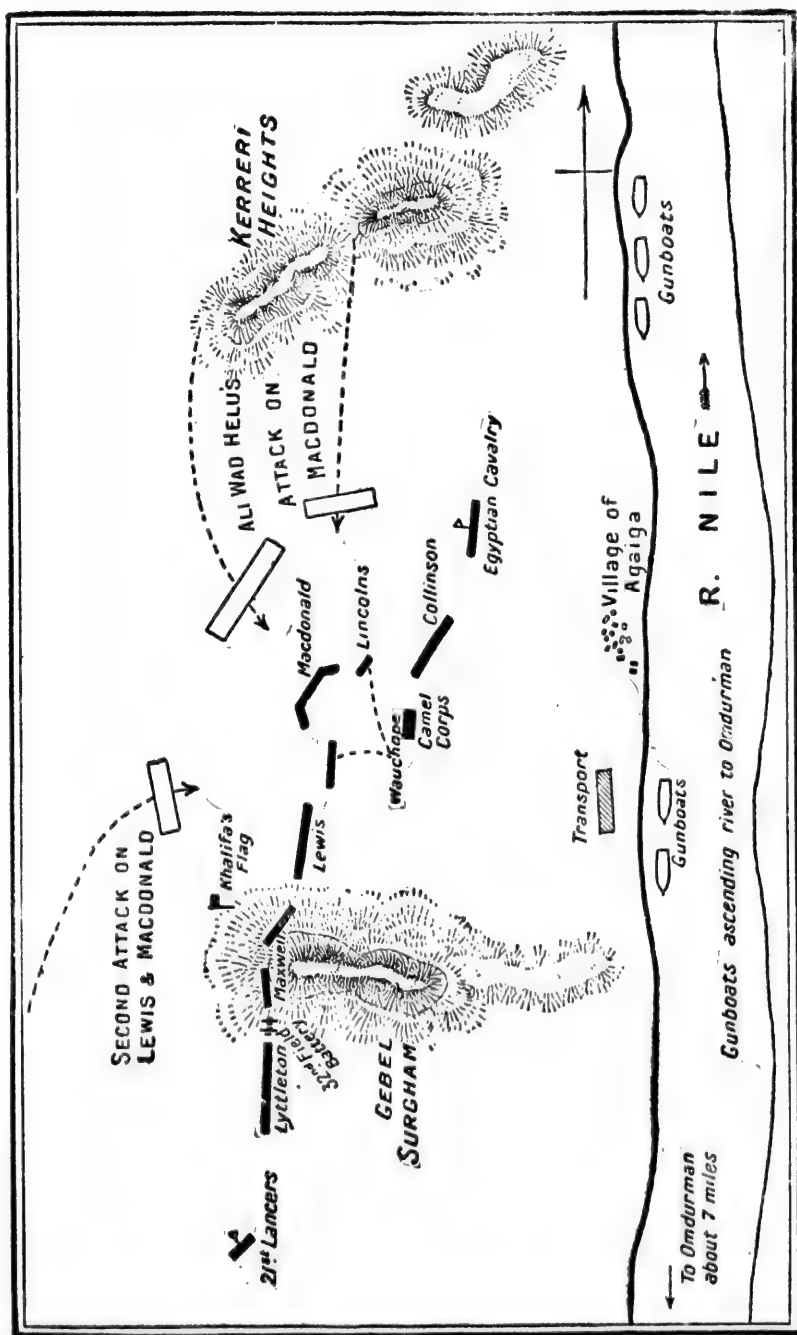 KERRERI
HEIGHTS
ALI WAD HELU'S
ATTACK ON
MACDONALD
SECOND ATTACK ON
LEWIS & MACDONALD
Khalifa's
Flag
Macdonald
Lincolns
Collinson
Egyptian Cavalry
Wauchope
Camel
Corps
Lewis
Maxwell
32nd Field
Battery
Lyttleton
21st Lancers
GEBEL
SURGHAM
Transport
Village of
Agaiga
Gunboats
Gunboats
R. NILE
Gunboats ascending river to Omdurman
To Omdurman
about 7 miles